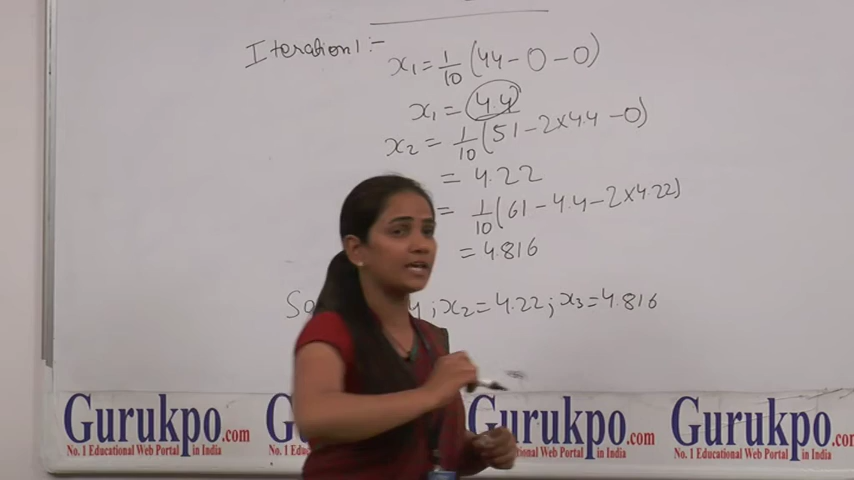 Iteration 1 :-
x₁ = 1/10 (44 - 0 - 0)
x₁ = 4.4
x₂ = 1/10 (51 - 2×4.4 - 0)
= 4.22
= 1/10 (61 - 4.4 - 2×4.22)
= 4.816
; x₂ = 4.22 ; x₃ = 4.816
Gurukpo.com Gurukpo.com Gurukpo.com
No. 1 Educational Web Portal in India No. 1 Educational Web Portal in India No. 1 Educational Web Portal in India